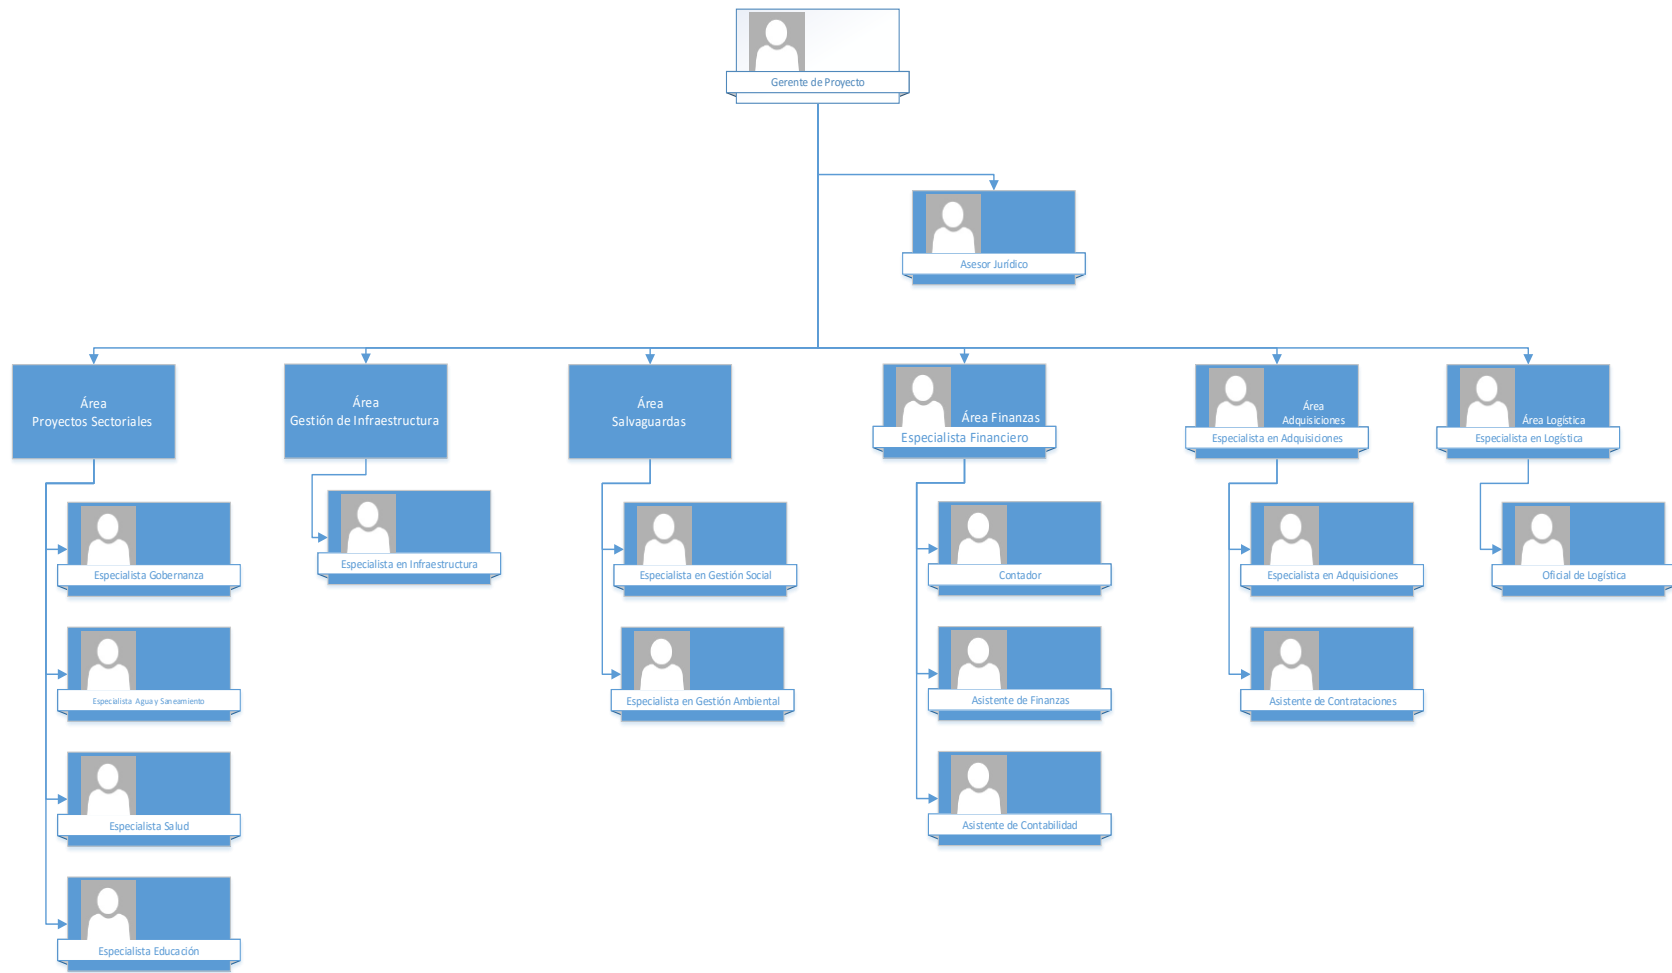 Gerente de Proyecto
Asesor Jurídico
Área
Proyectos Sectoriales
Área
Gestión de Infraestructura
Área
Salvaguardas
Área Finanzas
Especialista Financiero
Área
Adquisiciones
Especialista en Adquisiciones
Área Logística
Especialista en Logística
Especialista Gobernanza
Especialista Agua y Saneamiento
Especialista Salud
Especialista Educación
Especialista en Infraestructura
Especialista en Gestión Social
Especialista en Gestión Ambiental
Contador
Asistente de Finanzas
Asistente de Contabilidad
Especialista en Adquisiciones
Asistente de Contrataciones
Oficial de Logística